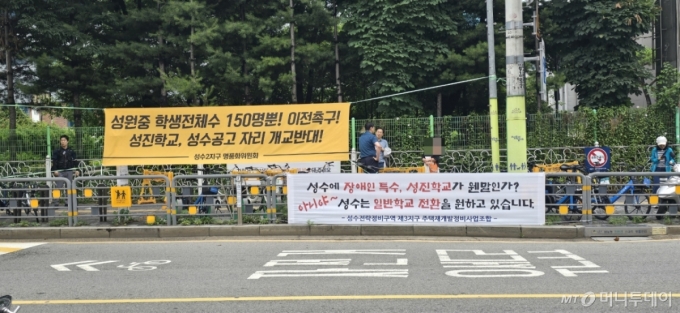 성원중 학생전체수 150명뿐! 이전촉구!
성진학교, 성수공고 자리 개교반대!
성수2지구 명품화위원회
성수에 장애인 특수, 성진학교가 웬말인가?
아니야~ 성수는 일반학교 전환을 원하고 있습니다.
- 성수전략정비구역 제3지구 주택재개발정비사업조합 -
머니투데이